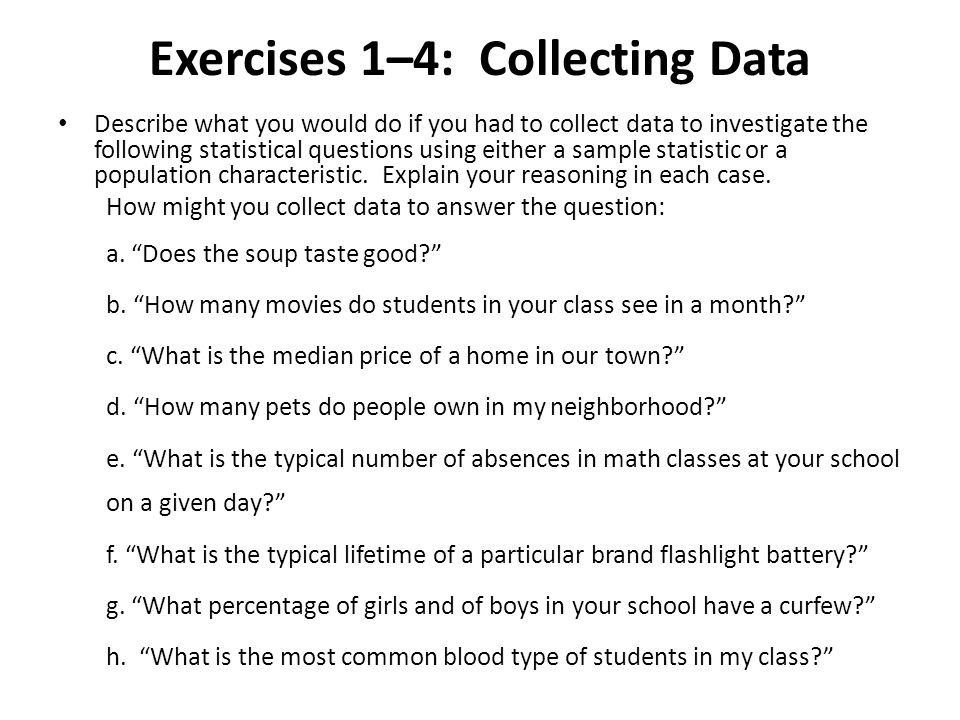 Exercises 1–4:  Collecting Data
• Describe what you would do if you had to collect data to investigate the
following statistical questions using either a sample statistic or a
population characteristic.  Explain your reasoning in each case.
How might you collect data to answer the question:
a. “Does the soup taste good?”
b. “How many movies do students in your class see in a month?”
c. “What is the median price of a home in our town?”
d. “How many pets do people own in my neighborhood?”
e. “What is the typical number of absences in math classes at your school
on a given day?”
f. “What is the typical lifetime of a particular brand flashlight battery?”
g. “What percentage of girls and of boys in your school have a curfew?”
h.  “What is the most common blood type of students in my class?”